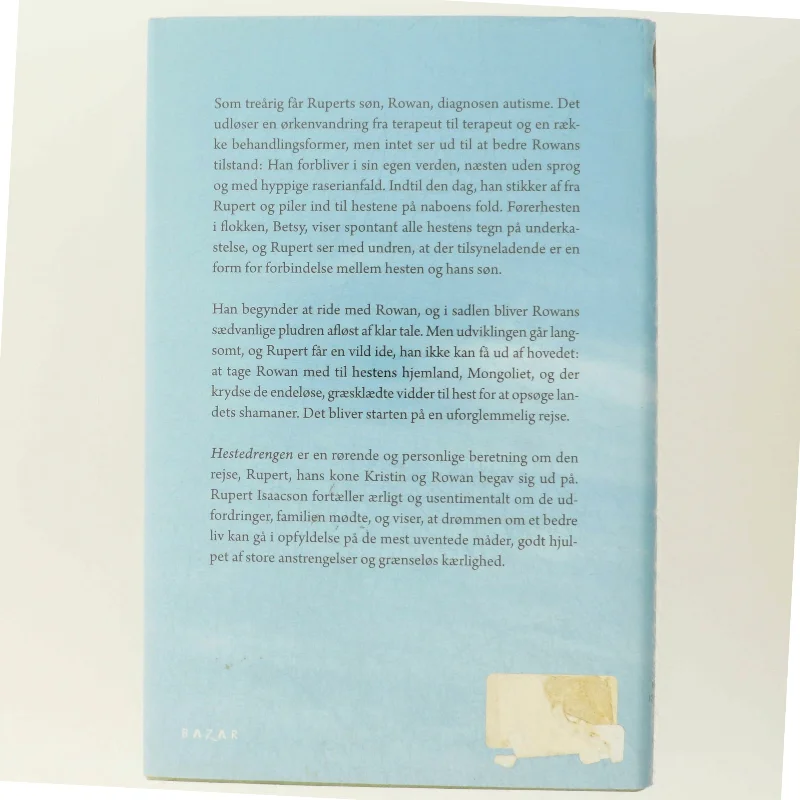 Som treårig får Ruperts søn, Rowan, diagnosen autisme. Det
udløser en ørkenvandring fra terapeut til terapeut og en ræk-
ke behandlingsformer, men intet ser ud til at bedre Rowans
tilstand: Han forbliver i sin egen verden, næsten uden sprog
og med hyppige raserianfald. Indtil den dag, han stikker af fra
Rupert og piler ind til hestene på naboens fold. Førerhesten
i flokken, Betsy, viser spontant alle hestens tegn på underka-
stelse, og Rupert ser med undren, at der tilsyneladende er en
form for forbindelse mellem hesten og hans søn.
Han begynder at ride med Rowan, og i sadlen bliver Rowans
sædvanlige pludren afløst af klar tale. Men udviklingen går lang-
somt, og Rupert får en vild ide, han ikke kan få ud af hovedet:
at tage Rowan med til hestens hjemland, Mongoliet, og der
krydse de endeløse, græsklædte vidder til hest for at opsøge lan-
dets shamaner. Det bliver starten på en uforglemmelig rejse.
Hestedrengen er en rørende og personlige beretning om den
rejse, Rupert, hans kone Kristin og Rowan begav sig ud på.
Rupert Isaacson fortæller ærligt og usentimentalt om de ud-
fordringer, familien mødte, og viser, at drømmen om et bedre
liv kan gå i opfyldelse på de mest uventede måder, godt hjul-
pet af store anstrengelser og grænseløs kærlighed.
BAZAR